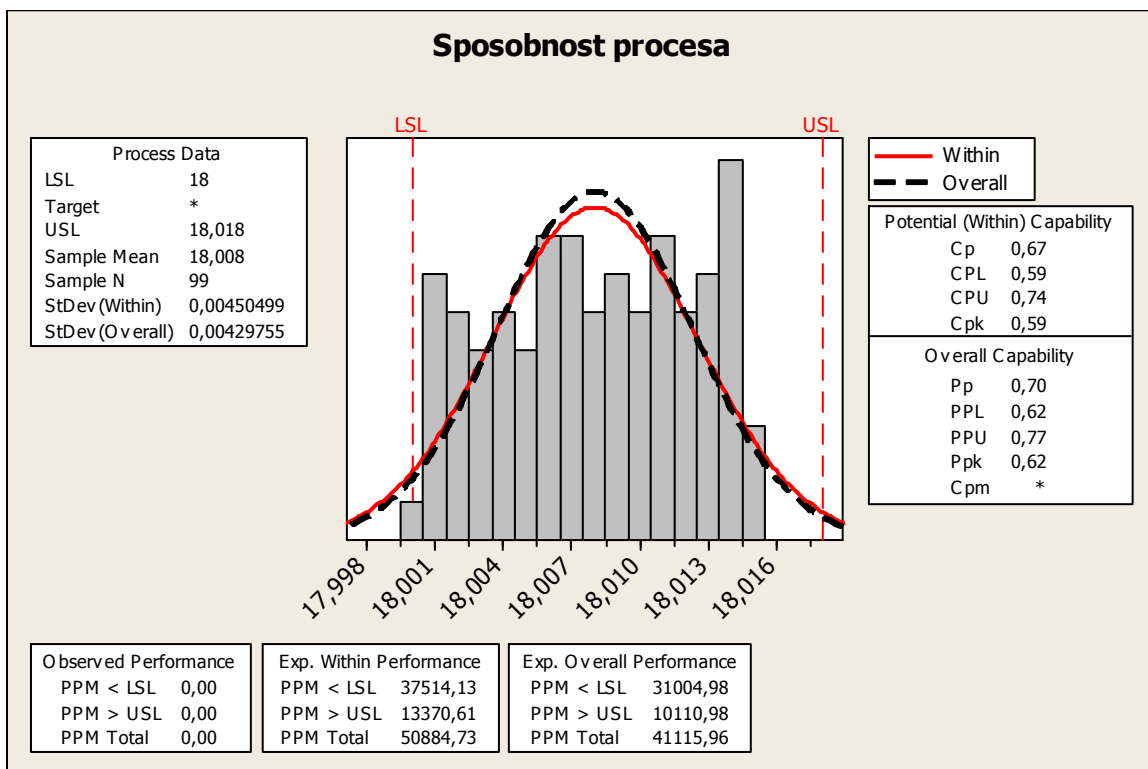 Sposobnost procesa
LSL
USL
Process Data
LSL 18
Target *
USL 18,018
Sample Mean 18,008
Sample N 99
StDev(Within) 0,00450499
StDev(Overall) 0,00429755
Within
Overall
Potential (Within) Capability
Cp 0,67
CPL 0,59
CPU 0,74
Cpk 0,59
Overall Capability
Pp 0,70
PPL 0,62
PPU 0,77
Ppk 0,62
Cpm *
17,998
18,001
18,004
18,007
18,010
18,013
18,016
Observed Performance
PPM < LSL 0,00
PPM > USL 0,00
PPM Total 0,00
Exp. Within Performance
PPM < LSL 37514,13
PPM > USL 13370,61
PPM Total 50884,73
Exp. Overall Performance
PPM < LSL 31004,98
PPM > USL 10110,98
PPM Total 41115,96